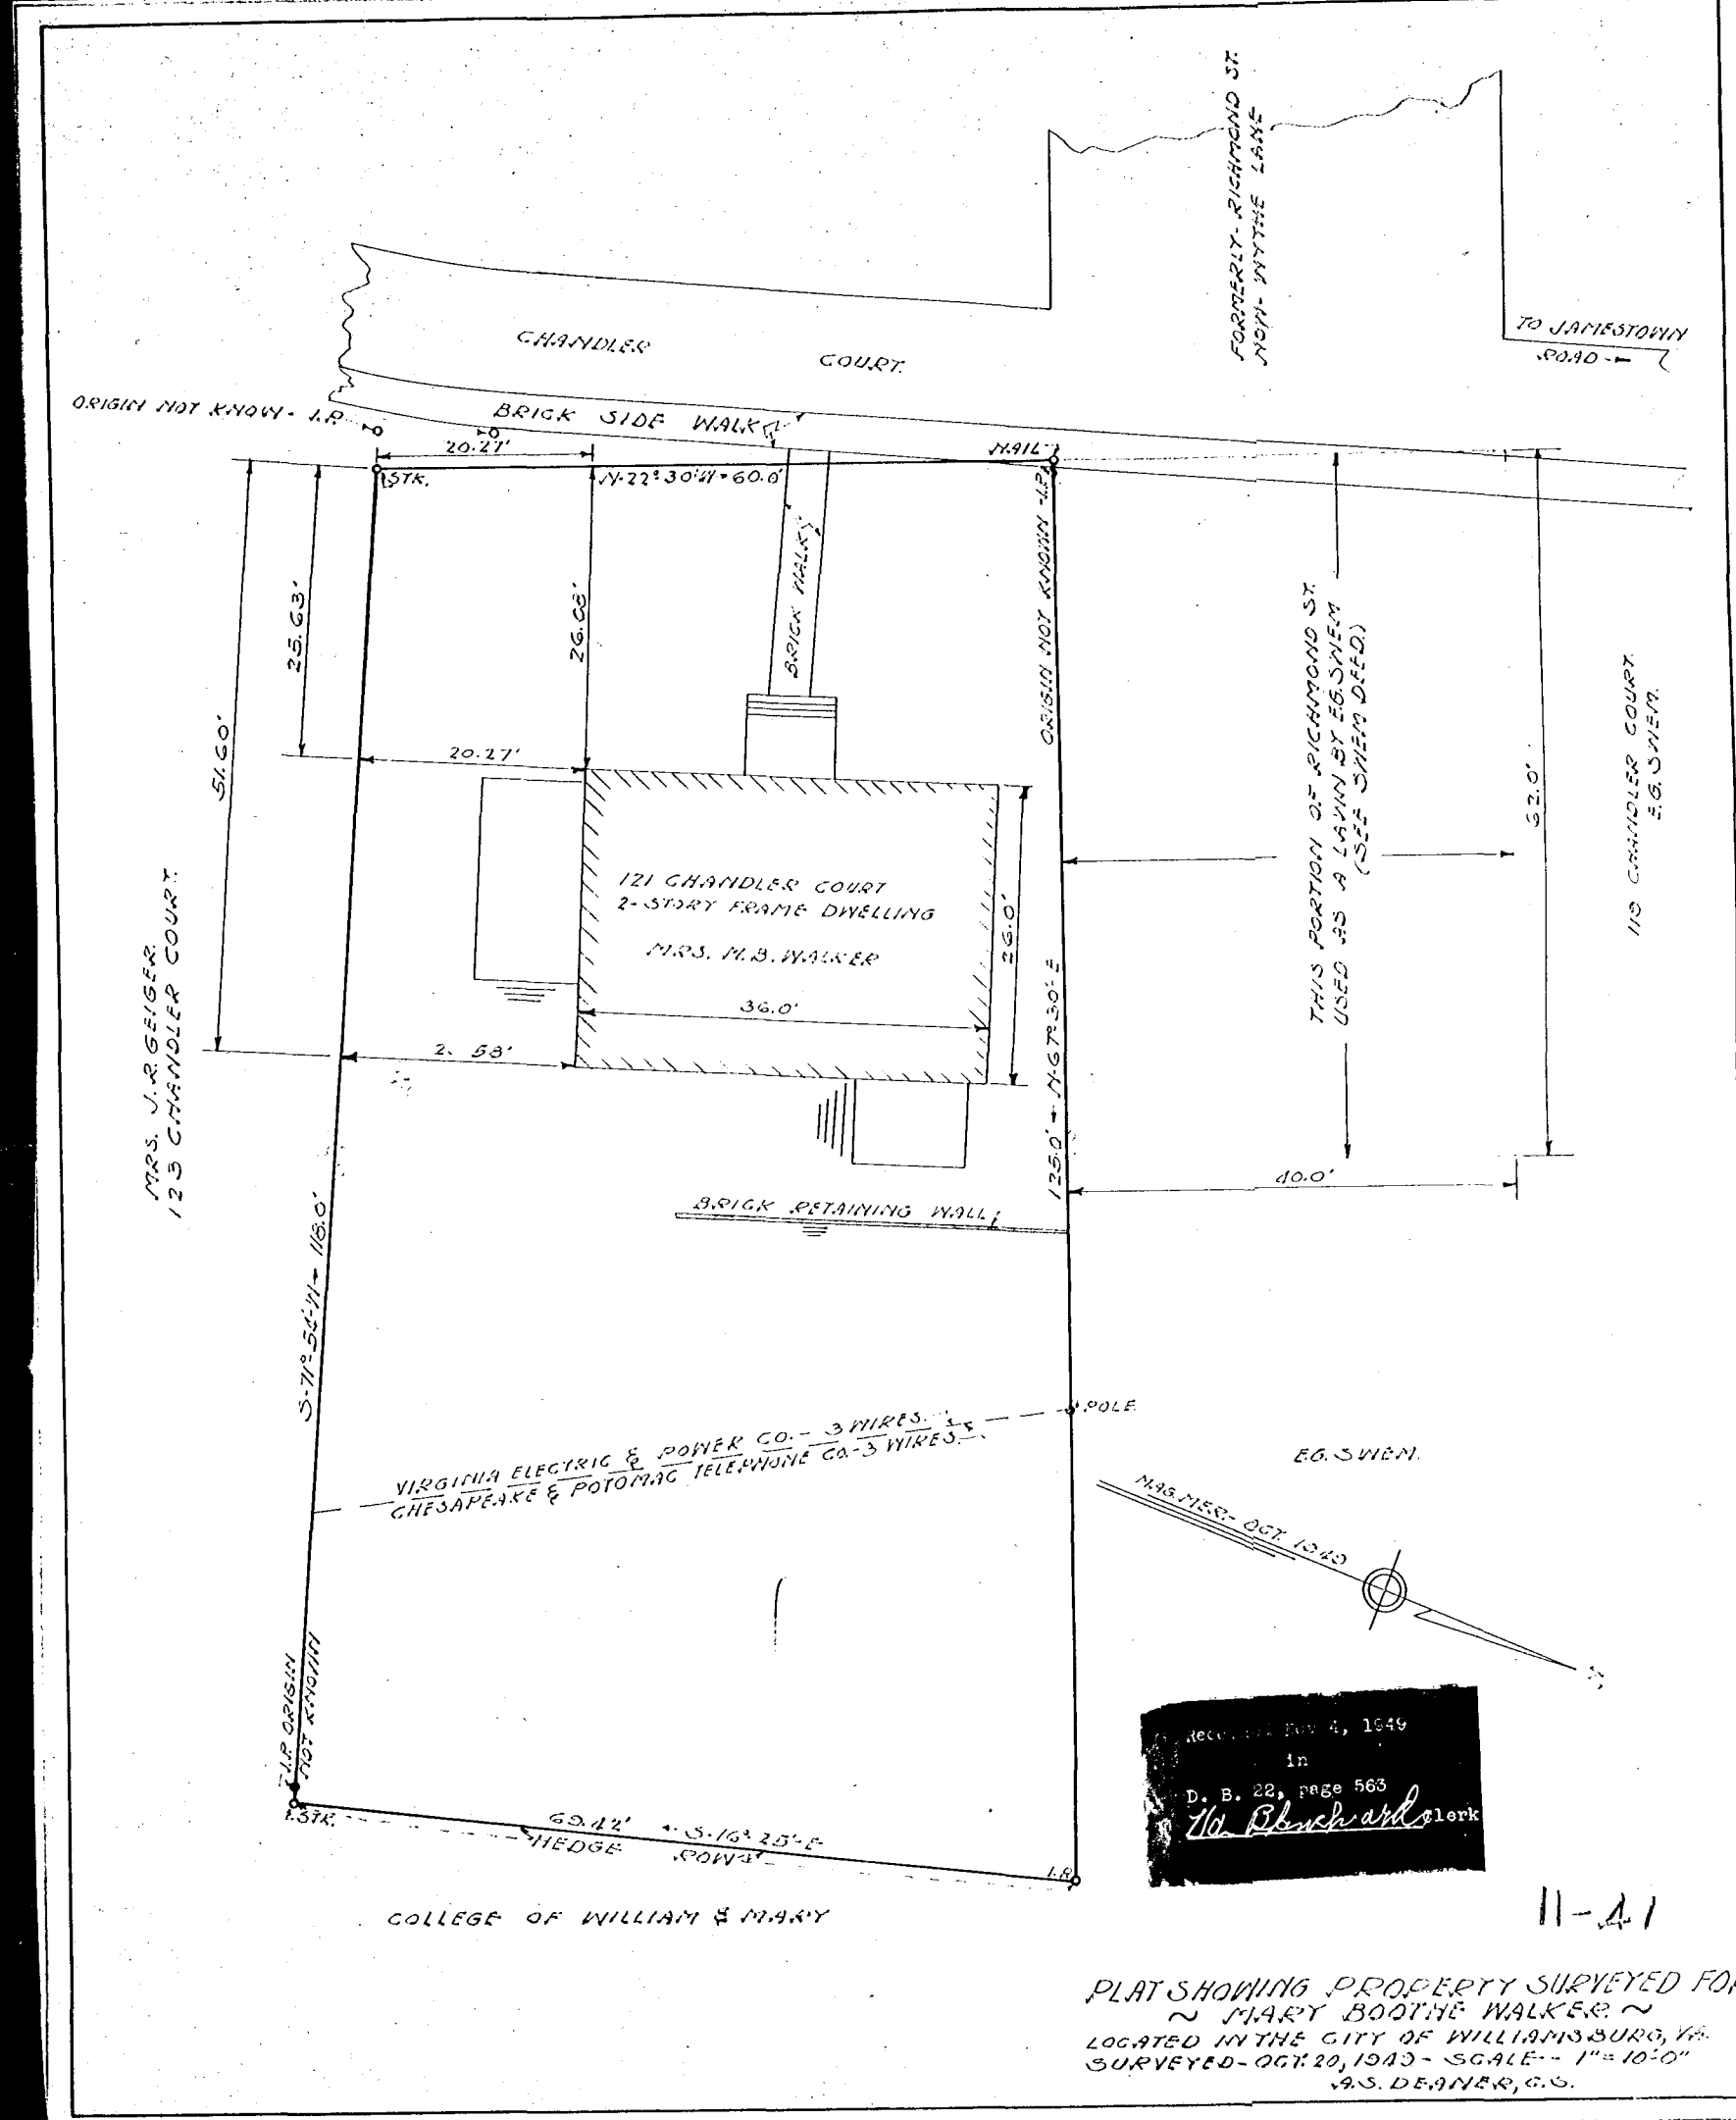 FORMERLY-RICHMOND ST.
NOW-WYTHE LANE
TO JAMESTOWN
ROAD
CHANDLER COURT.
ORIGIN NOT KNOW- I.P.
BRICK SIDE WALK
20.27'
NAIL
STK.
N-22°30'W-60.0'
ORIGIN NOT KNOWN-I.P.
BRICK WALK
25.63'
26.08'
51.60'
20.27'
THIS PORTION OF RICHMOND ST.
USED AS A LAWN BY E.G.SWEM
(SEE SWEM DEED)
62.0'
119 CHANDLER COURT.
E.G. SWEM.
121 CHANDLER COURT
2-STORY FRAME DWELLING
MRS. M.B. WALKER
26.0'
36.0'
MRS. J.R.GEIGER.
123 CHANDLER COURT.
2. 58'
125.0' - N-67°30'-E
40.0'
BRICK RETAINING WALL
S-71°-54'-W- 118.0'
POLE
VIRGINIA ELECTRIC & POWER CO.- 3 WIRES.
CHESAPEAKE & POTOMAC TELEPHONE CO.-3 WIRES.
E.G. SWEM.
MAG.MER.- OCT. 1949
I.P. ORIGIN
NOT KNOWN
Nov 4, 1949
in
D. B. 22, page 563
Blanchard Clerk
STK.
69.42' S-16°25'-E
HEDGE ROW
I.P.
COLLEGE OF WILLIAM & MARY
11-41
PLAT SHOWING PROPERTY SURVEYED FO
~ MARY BOOTHE WALKER ~
LOCATED IN THE CITY OF WILLIAMSBURG, VA.
SURVEYED-OCT. 20, 1949- SCALE-- 1"=10'-0"
A.S. DEANER, C.S.